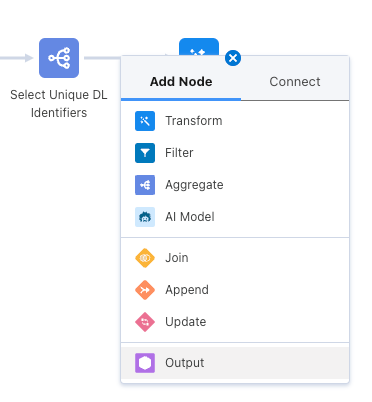 Select Unique DL
Identifiers
Add Node
Connect
Transform
Filter
Aggregate
AI Model
Join
Append
Update
Output